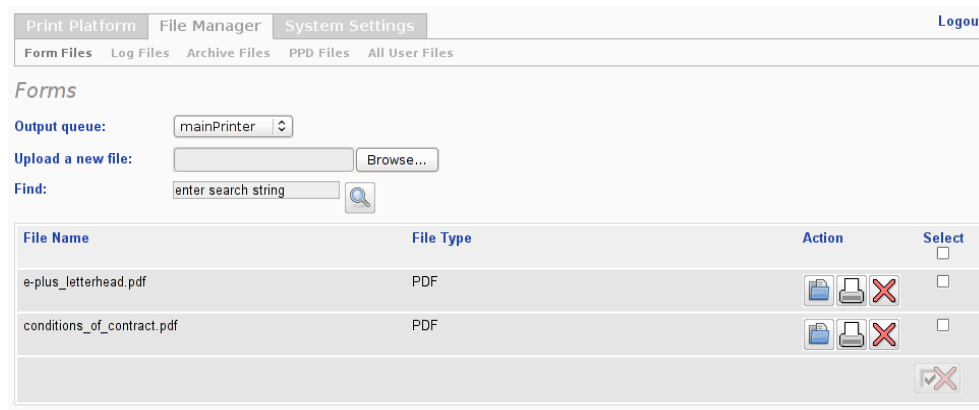 Print Platform File Manager System Settings Logou
Form Files Log Files Archive Files PPD Files All User Files
Forms
Output queue: mainPrinter
Upload a new file: Browse...
Find: enter search string
File Name File Type Action Select
e-plus_letterhead.pdf PDF
conditions_of_contract.pdf PDF